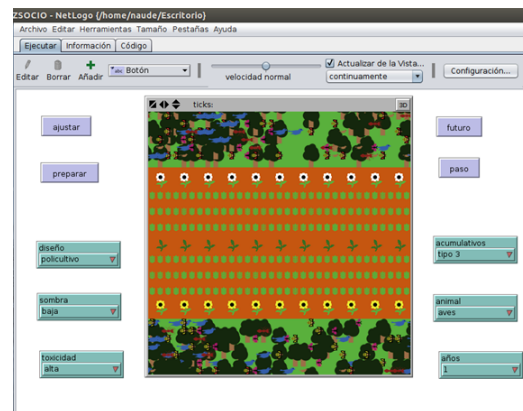 ZSOCIO - NetLogo {/home/naude/Escritorio}
Archivo Editar Herramientas Tamaño Pestañas Ayuda
Ejecutar Información Código
Editar Borrar Añadir
Abc Botón
velocidad normal
Actualizar de la Vista...
continuamente
Configuración...
ticks:
3D
ajustar
futuro
preparar
paso
diseño
policultivo
acumulativos
tipo 3
sombra
baja
animal
aves
toxicidad
alta
años
1